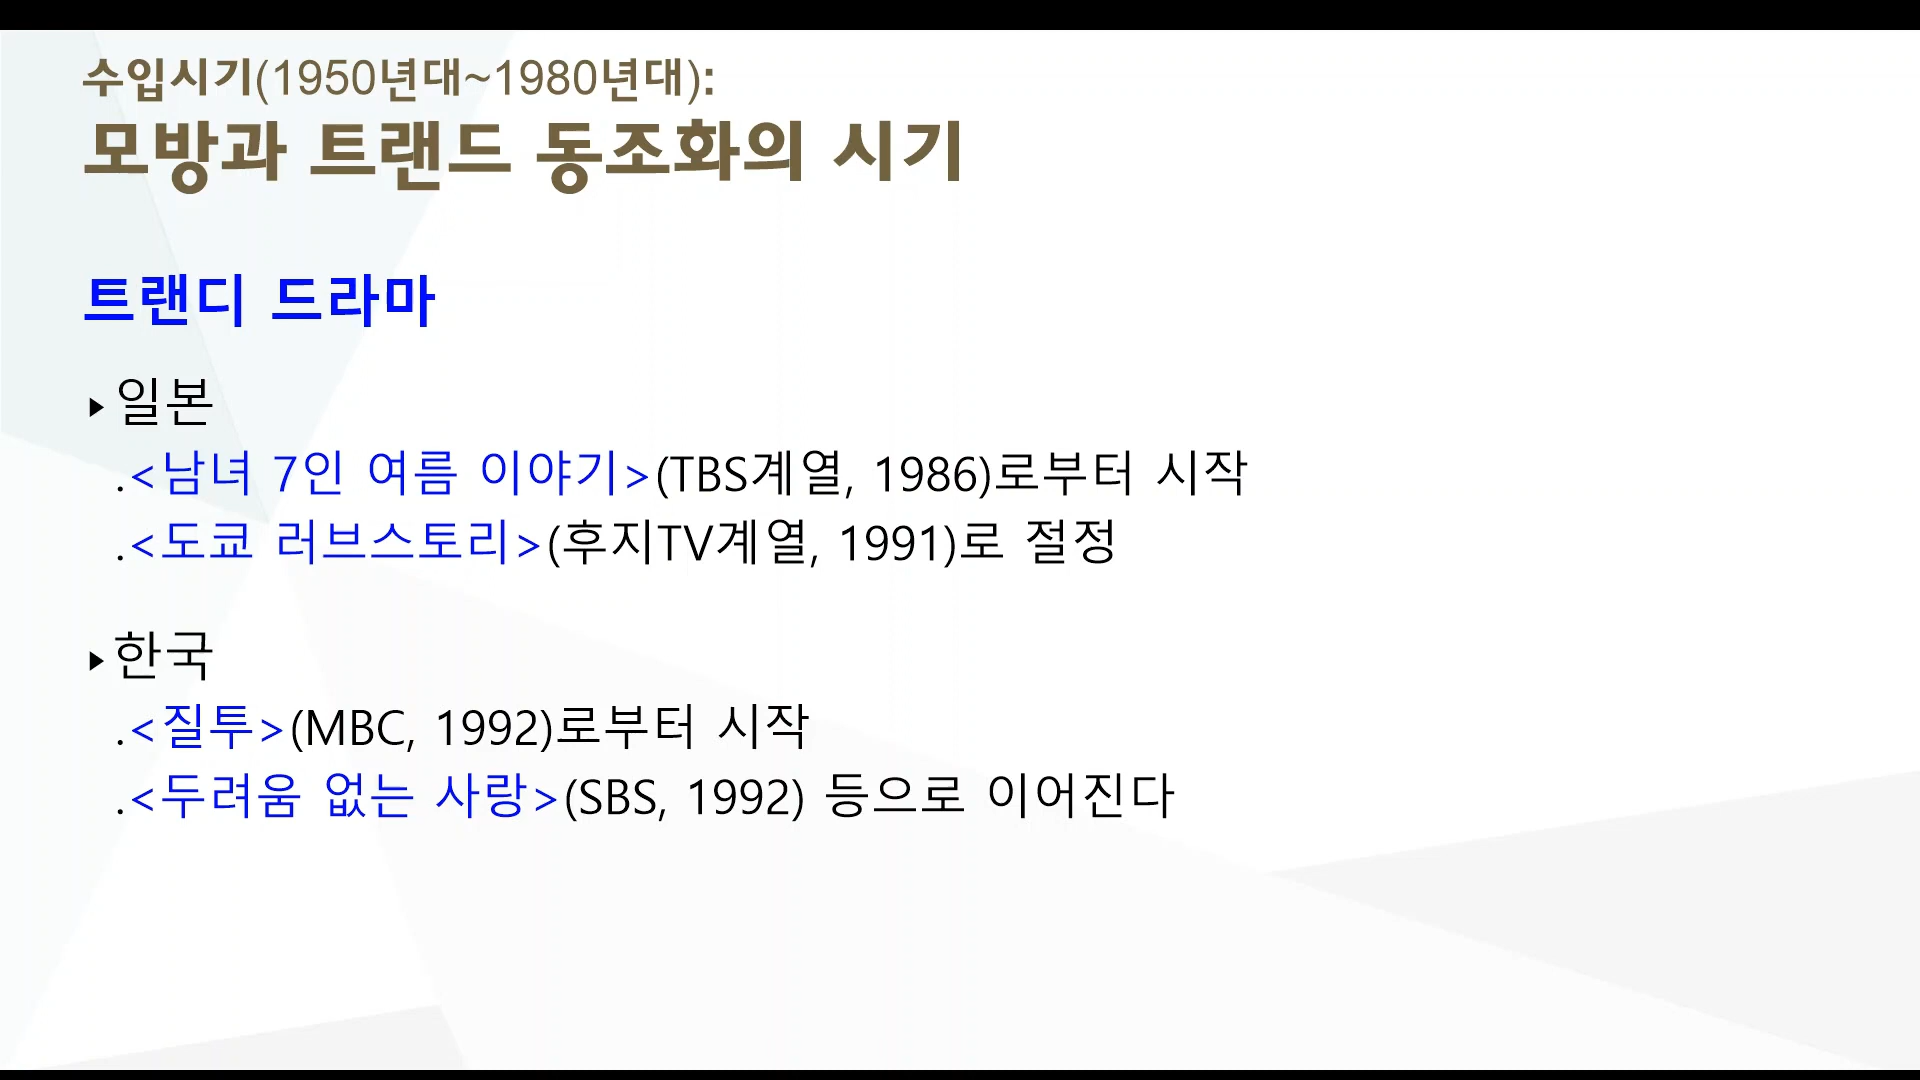 수입시기(1950년대~1980년대):
모방과 트랜드 동조화의 시기
트랜디 드라마
▸일본
.<남녀 7인 여름 이야기>(TBS계열, 1986)로부터 시작
.<도쿄 러브스토리>(후지TV계열, 1991)로 절정
▸한국
.<질투>(MBC, 1992)로부터 시작
.<두려움 없는 사랑>(SBS, 1992) 등으로 이어진다